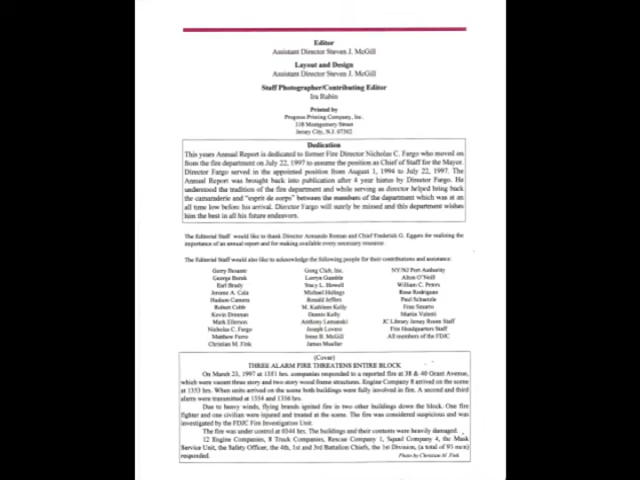 Editor
Assistant Director Steven J. McGill
Layout and Design
Assistant Director Steven J. McGill
Staff Photographer/Contributing Editor
Ira Rubin
Printed by
Progress Printing Company, Inc.
Montgomery Street
Jersey City, N.J. 07302
Dedication
This years Annual Report is dedicated to former Fire Director Nicholas C. Fargo who moved on
from the fire department on July 22, 1997 to assume the position as Chief of Staff for the Mayor.
Director Fargo served in the appointed position from August 1, 1994 to July 22, 1997. The
Annual Report was brought back into publication after 4 year hiatus by Director Fargo. He
understood the tradition of the fire department and while serving as director helped bring back
the camaraderie and "esprit de corps" between the members of the department which was at an
all time low before his arrival. Director Fargo will surely be missed and this department wishes
him the best in all his future endeavors.
The Editorial Staff would like to thank Director Armando Roman and Chief Frederick G. Eggers for realizing the
importance of an annual report and for making available every necessary resource.
The Editorial Staff would also like to acknowledge the following people for their contributions and assistance.
Gerry
George
Earl Brady
Jerome A. Cala
Hudson Camera
Robert Cobb
Kevin Drennan
Mark Ellerson
Nicholas C. Fargo
Matthew
Christian M. Fink
Gong Club, Inc.
Lorryn Gamble
Stacy L. Howell
Michael
Ronald Jeffers
M. Kathleen Kelly
Dennis Kelly
Anthony
Joseph Lovero
Irene B. McGill
James Mueller
NY/NJ Port Authority
Alton O'Neill
William C. Peters
Rose Rodriguez
Paul
Fran
Martin Valenti
JC Library Jersey Room Staff
Fire Headquarters Staff
All members of the FDJC
(Cover)
THREE ALARM FIRE THREATENS ENTIRE BLOCK
On March 23, 1997 at 1351 hrs. companies responded to a reported fire at 38 & 40 Grant Avenue,
which were vacant three story and two story wood frame structures. Engine Company 8 arrived on the scene
at 1353 hrs. When units arrived on the scene both buildings were fully involved in fire. A second and third
alarms were transmitted at 1354 and 1356 hrs.
Due to heavy winds, flying brands ignited fire in two other buildings down the block. One fire
fighter and one civilian were injured and treated at the scene. The fire was considered suspicious and was
investigated by the FDJC Fire Investigation Unit.
The fire was under control at 0344 hrs. The buildings and their contents were heavily damaged.
12 Engine Companies, 8 Truck Companies, Rescue Company 1, Squad Company 4, the Mask
Service Unit, the Safety Officer, the 4th, 1st and 3rd Battalion Chiefs, the 1st Division, (a total of 93 men)
responded.
Photo by Christian M. Fink